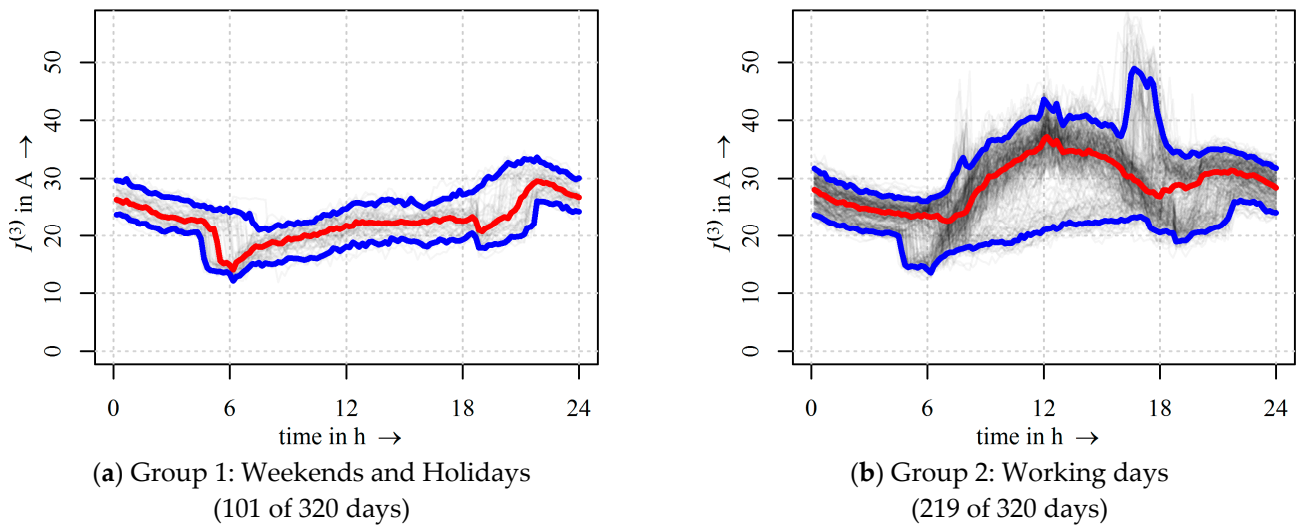 I(3) in A →
0
10
20
30
40
50
0
6
12
18
24
time in h →
(a) Group 1: Weekends and Holidays
(101 of 320 days)
I(3) in A →
0
10
20
30
40
50
0
6
12
18
24
time in h →
(b) Group 2: Working days
(219 of 320 days)